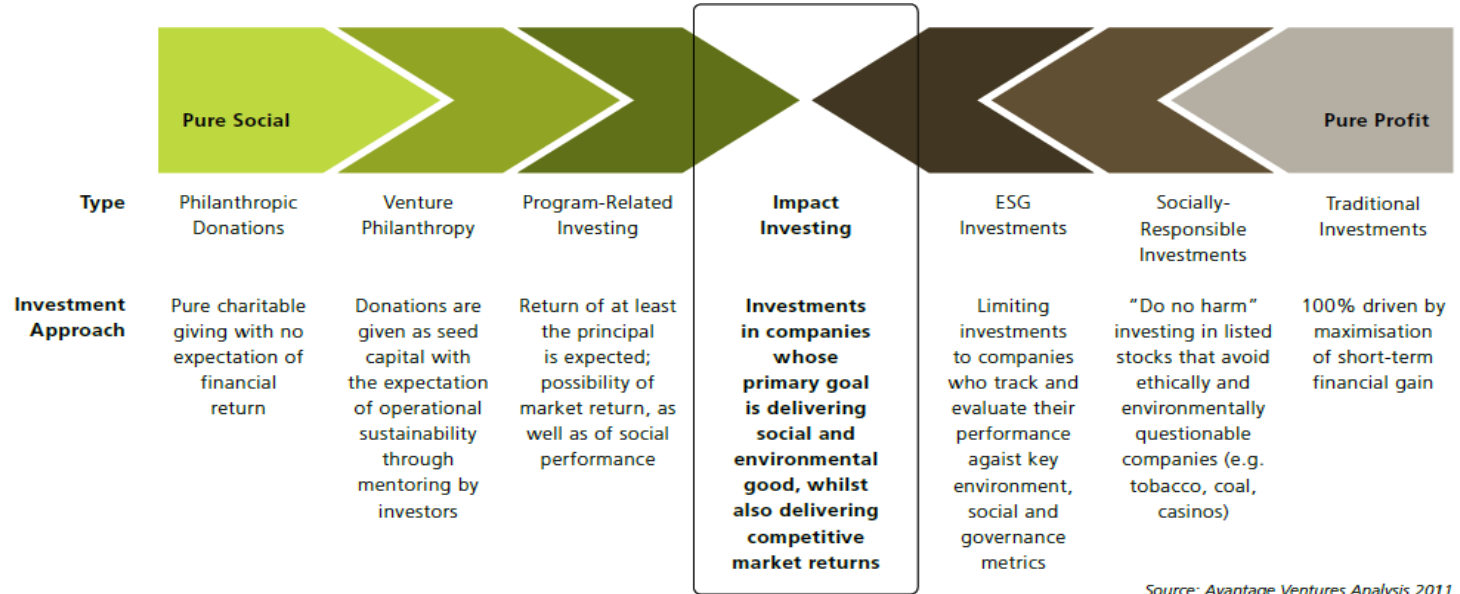 Pure Social
Pure Profit
Type
Philanthropic
Donations
Venture
Philanthropy
Program-Related
Investing
Impact
Investing
ESG
Investments
Socially-
Responsible
Investments
Traditional
Investments
Investment
Approach
Pure charitable
giving with no
expectation of
financial
return
Donations are
given as seed
capital with
the expectation
of operational
sustainability
through
mentoring by
investors
Return of at least
the principal
is expected;
possibility of
market return, as
well as of social
performance
Investments
in companies
whose
primary goal
is delivering
social and
environmental
good, whilst
also delivering
competitive
market returns
Limiting
investments
to companies
who track and
evaluate their
performance
agaist key
environment,
social and
governance
metrics
”Do no harm”
investing in listed
stocks that avoid
ethically and
environmentally
questionable
companies (e.g.
tobacco, coal,
casinos)
100% driven by
maximisation
of short-term
financial gain
Source: Avantage Ventures Analysis 2011